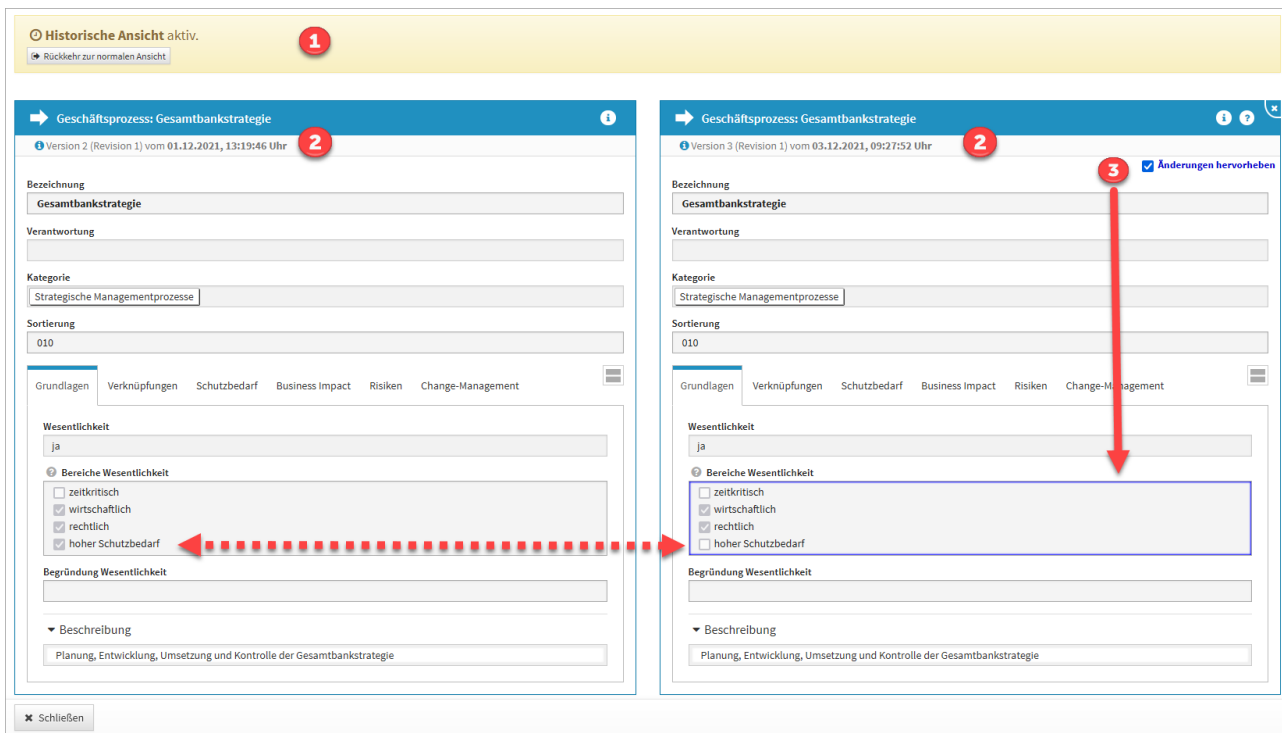 Historische Ansicht aktiv.
1
Rückkehr zur normalen Ansicht
Geschäftsprozess: Gesamtbankstrategie
Version 2 (Revision 1) vom 01.12.2021, 13:19:46 Uhr
2
Bezeichnung
Gesamtbankstrategie
Verantwortung
Kategorie
Strategische Managementprozesse
Sortierung
010
Grundlagen Verknüpfungen Schutzbedarf Business Impact Risiken Change-Management
Wesentlichkeit
ja
Bereiche Wesentlichkeit
zeitkritisch
wirtschaftlich
rechtlich
hoher Schutzbedarf
Begründung Wesentlichkeit
Beschreibung
Planung, Entwicklung, Umsetzung und Kontrolle der Gesamtbankstrategie
Geschäftsprozess: Gesamtbankstrategie
Version 3 (Revision 1) vom 03.12.2021, 09:27:52 Uhr
2
3
Änderungen hervorheben
Bezeichnung
Gesamtbankstrategie
Verantwortung
Kategorie
Strategische Managementprozesse
Sortierung
010
Grundlagen Verknüpfungen Schutzbedarf Business Impact Risiken Change-Management
Wesentlichkeit
ja
Bereiche Wesentlichkeit
zeitkritisch
wirtschaftlich
rechtlich
hoher Schutzbedarf
Begründung Wesentlichkeit
Beschreibung
Planung, Entwicklung, Umsetzung und Kontrolle der Gesamtbankstrategie
Schließen